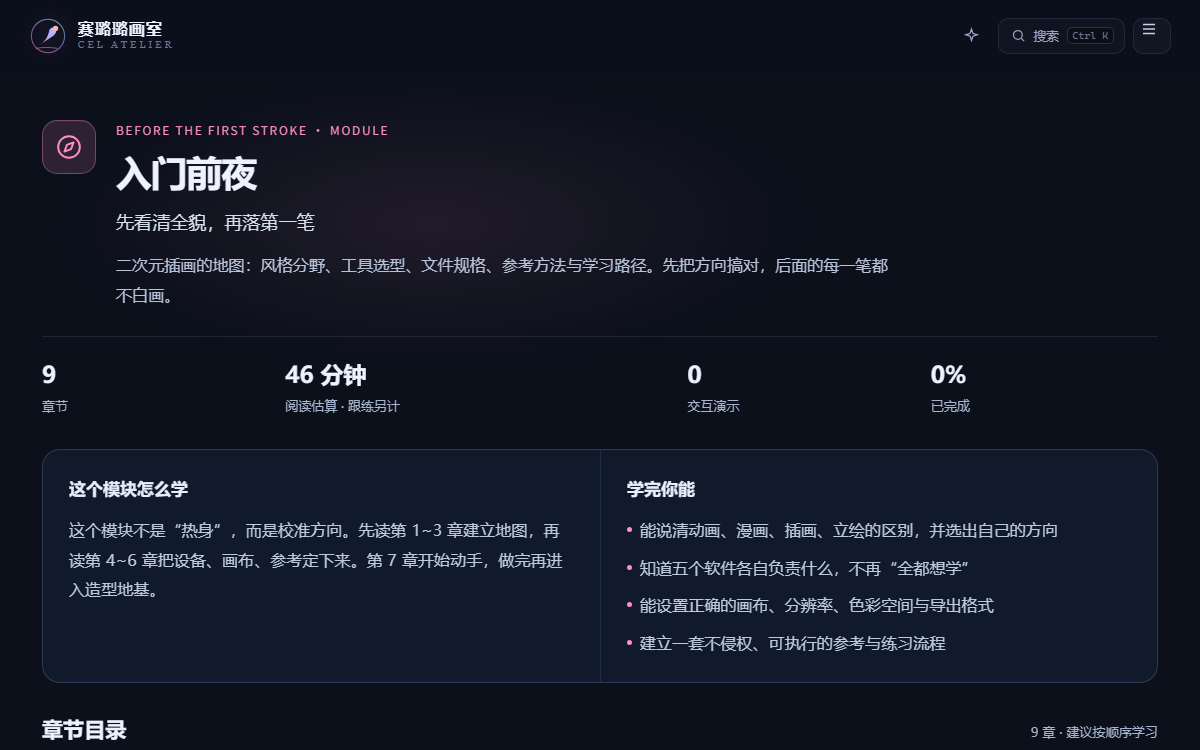 赛璐璐画室
CEL ATELIER
搜索 Ctrl K
BEFORE THE FIRST STROKE • MODULE
入门前夜
先看清全貌，再落第一笔
二次元插画的地图：风格分野、工具选型、文件规格、参考方法与学习路径。先把方向搞对，后面的每一笔都
不白画。
9
章节
46 分钟
阅读估算 · 跟练另计
0
交互演示
0%
已完成
这个模块怎么学
这个模块不是“热身”，而是校准方向。先读第 1~3 章建立地图，再
读第 4~6 章把设备、画布、参考定下来。第 7 章开始动手，做完再进
入造型地基。
学完你能
• 能说清动画、漫画、插画、立绘的区别，并选出自己的方向
• 知道五个软件各自负责什么，不再“全都想学”
• 能设置正确的画布、分辨率、色彩空间与导出格式
• 建立一套不侵权、可执行的参考与练习流程
章节目录
9 章 · 建议按顺序学习